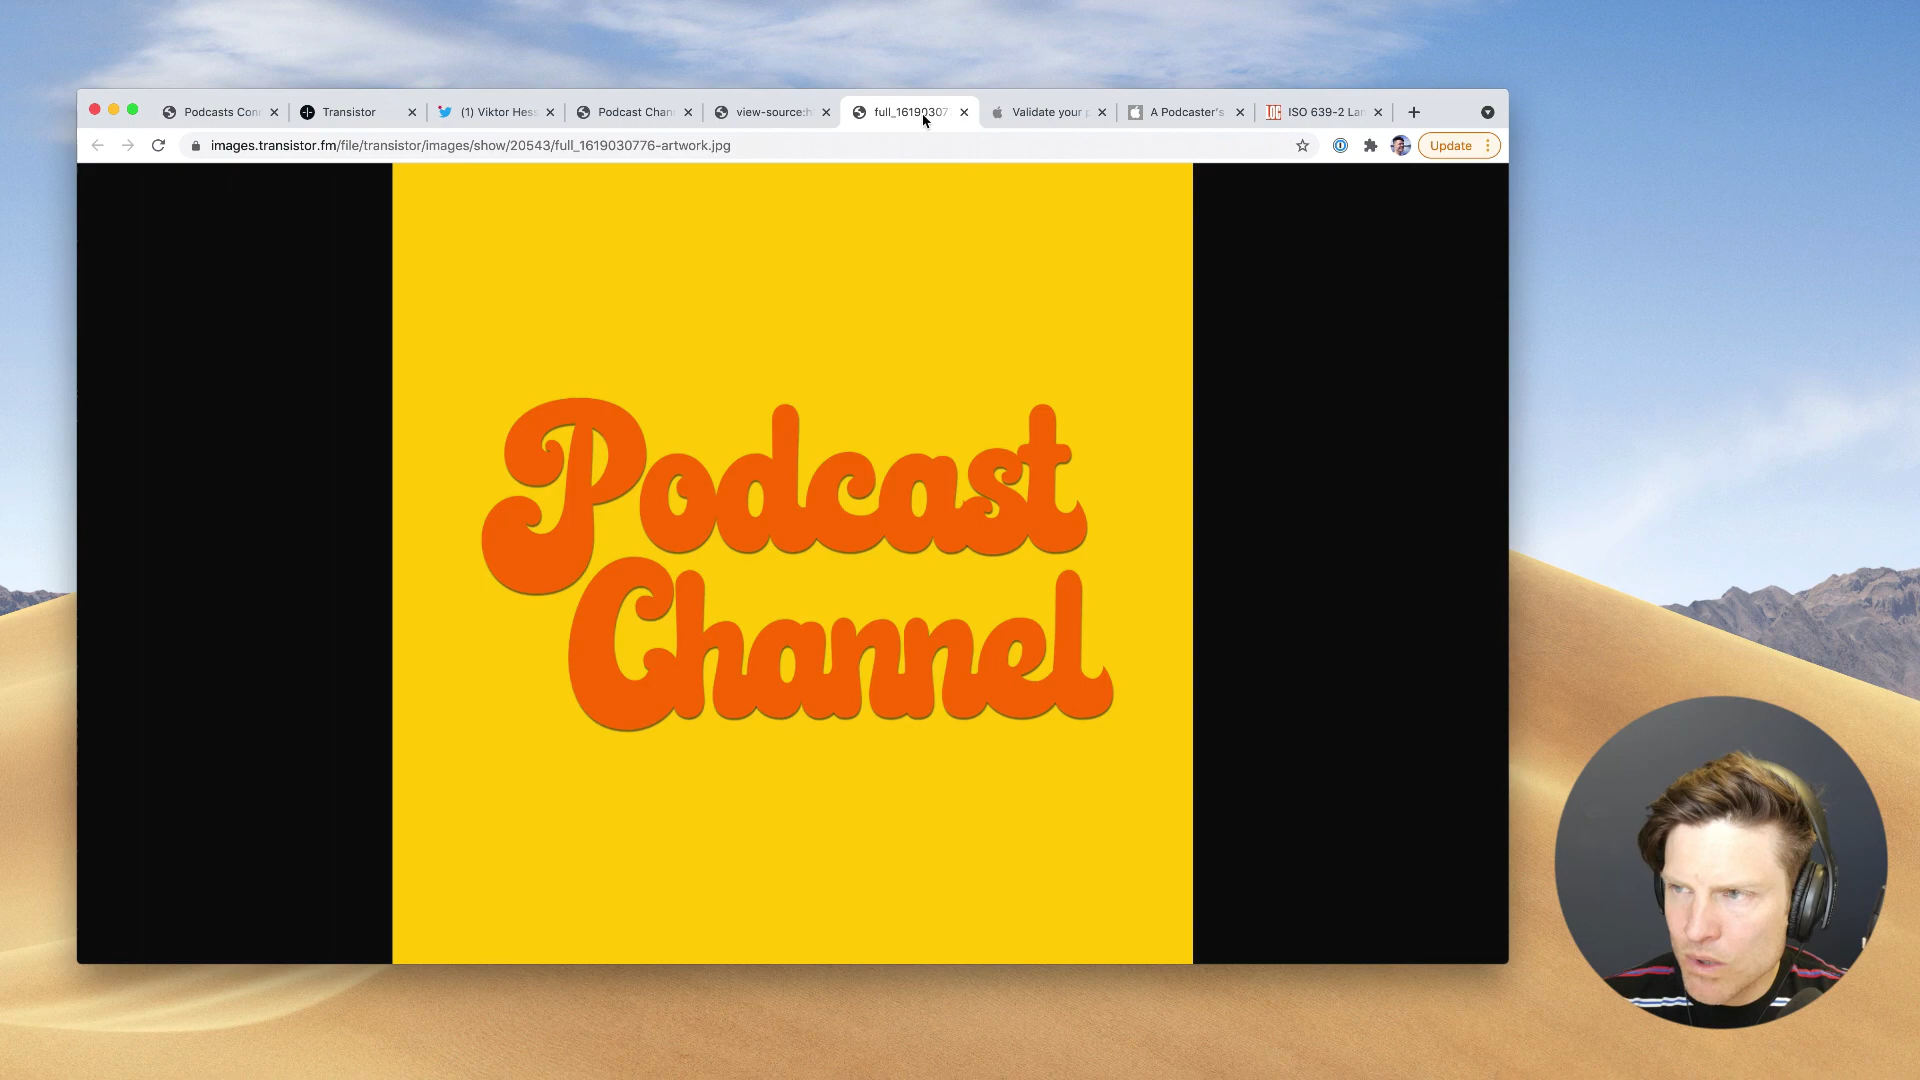 Podcasts Con
Transistor
(1) Viktor Hess
Podcast Chan
view-source:h
full_16190307
Validate your p
A Podcaster's
ISO 639-2 Lan
images.transistor.fm/file/transistor/images/show/20543/full_1619030776-artwork.jpg
Update
Podcast
Channel